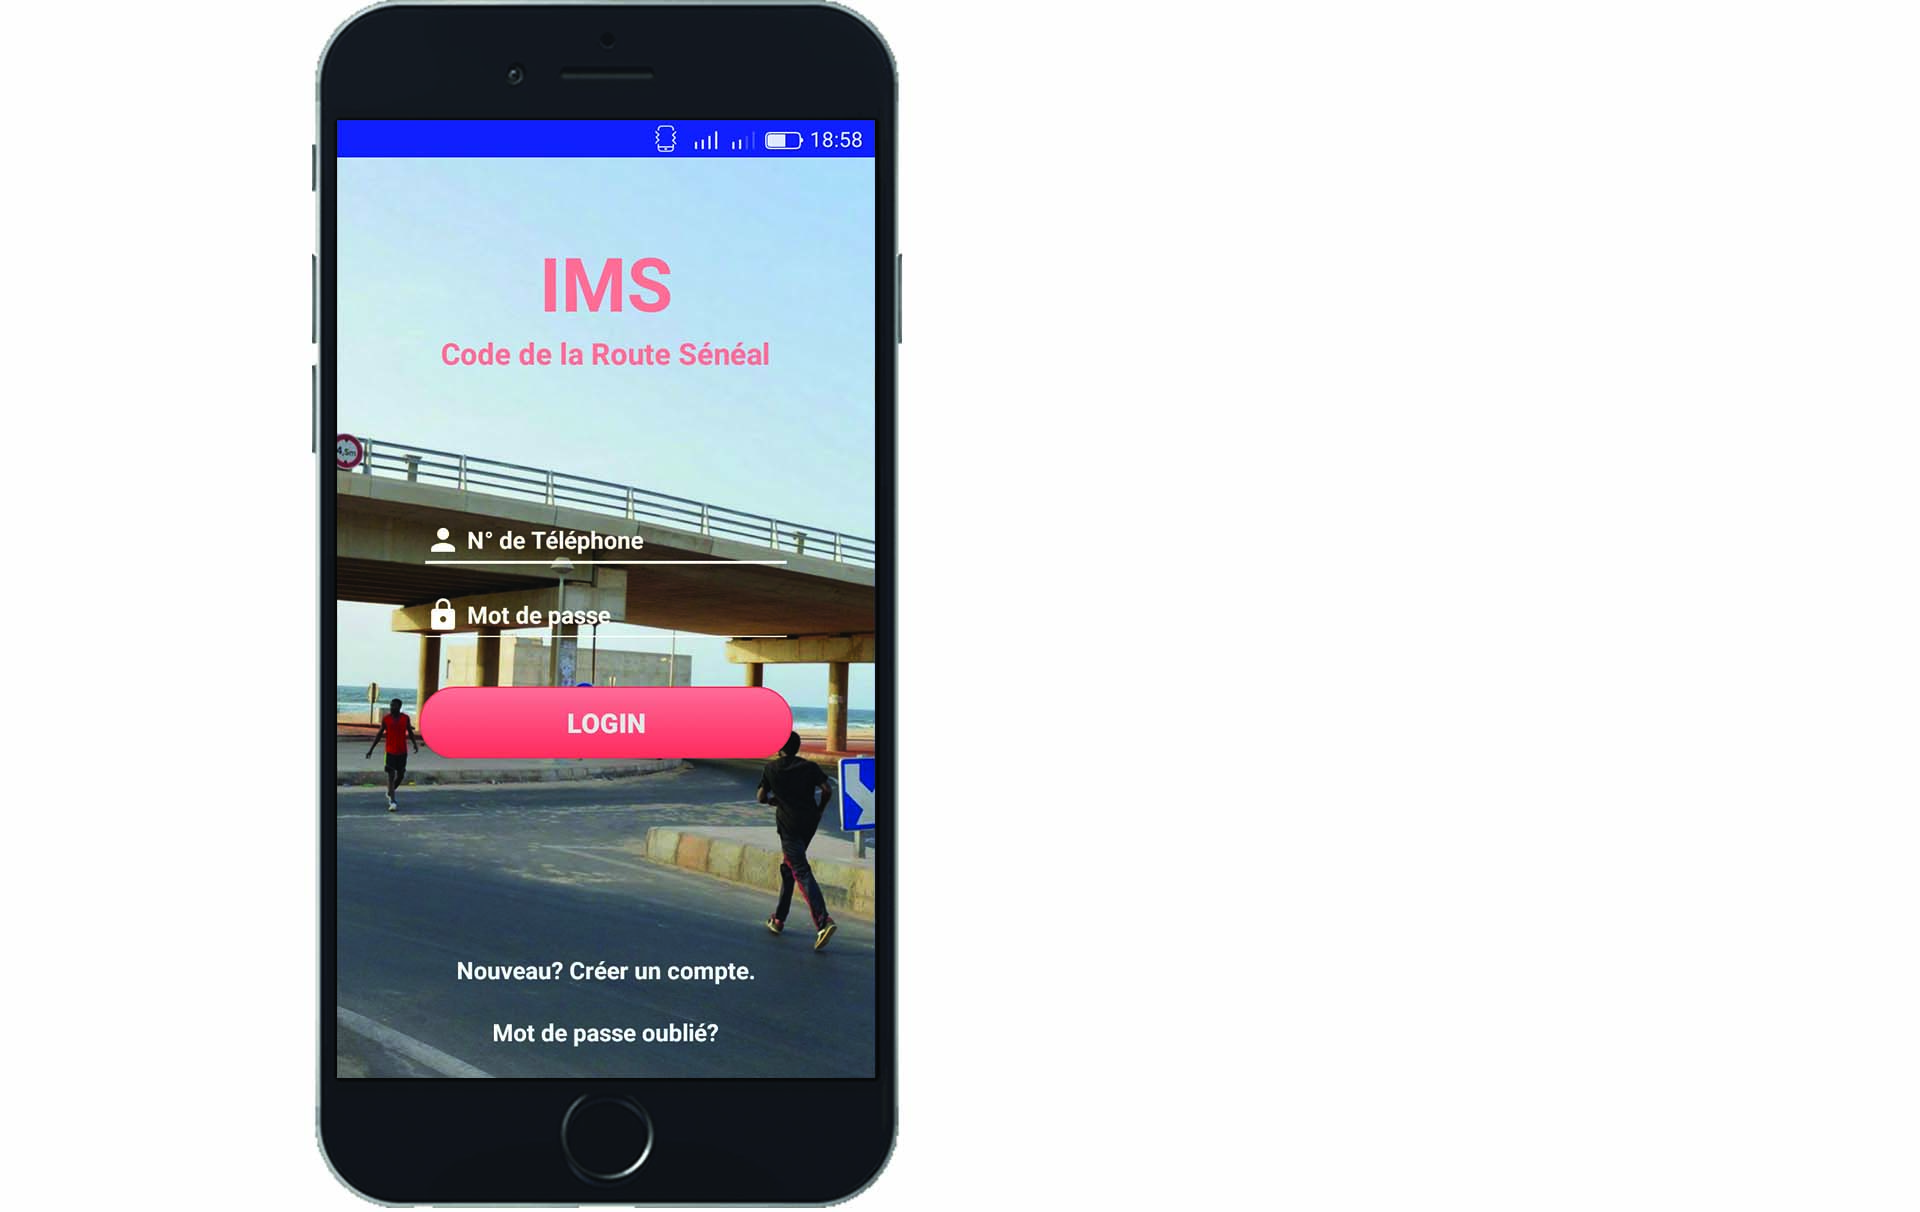 18:58
IMS
Code de la Route Sénéal
4,5m
N° de Téléphone
Mot de passe
LOGIN
Nouveau? Créer un compte.
Mot de passe oublié?